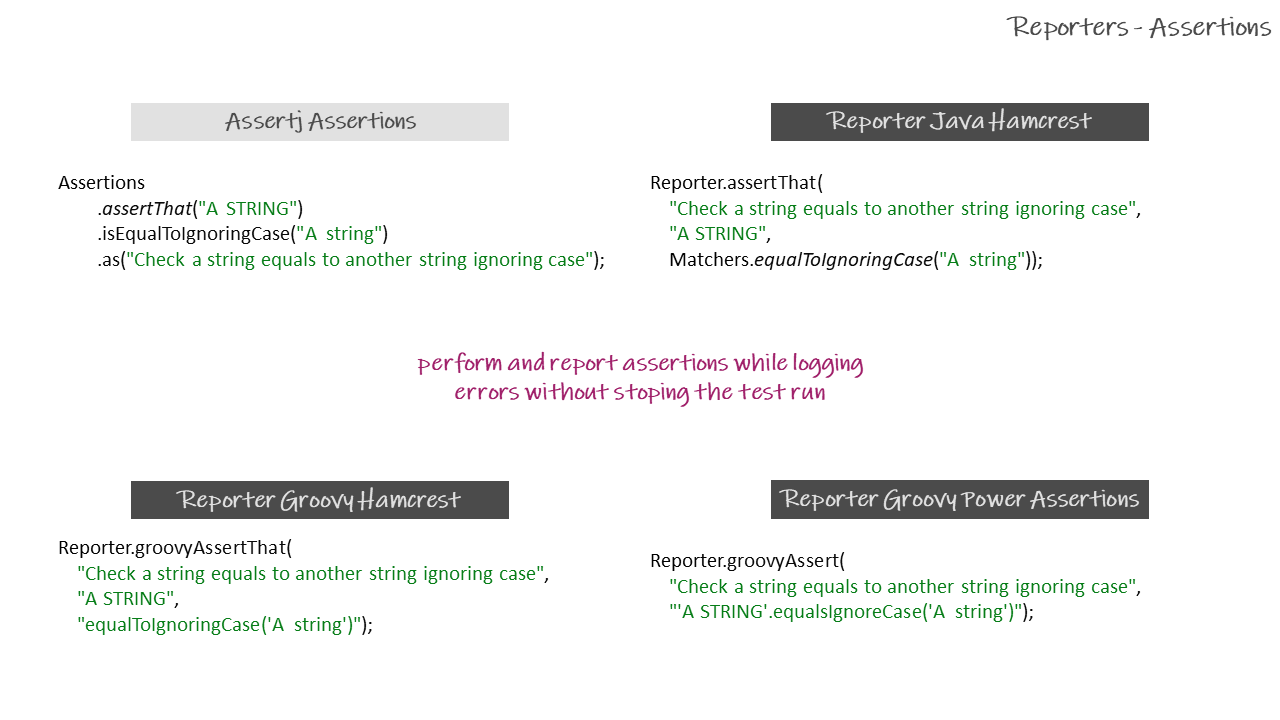 Reporters - Assertions
Assertj Assertions
Assertions
.assertThat("A STRING")
.isEqualToIgnoringCase("A string")
.as("Check a string equals to another string ignoring case");
Reporter Java Hamcrest
Reporter.assertThat(
"Check a string equals to another string ignoring case",
"A STRING",
Matchers.equalToIgnoringCase("A string"));
perform and report assertions while logging
errors without stoping the test run
Reporter Groovy Hamcrest
Reporter.groovyAssertThat(
"Check a string equals to another string ignoring case",
"A STRING",
"equalToIgnoringCase('A string')");
Reporter Groovy Power Assertions
Reporter.groovyAssert(
"Check a string equals to another string ignoring case",
"'A STRING'.equalsIgnoreCase('A string')");